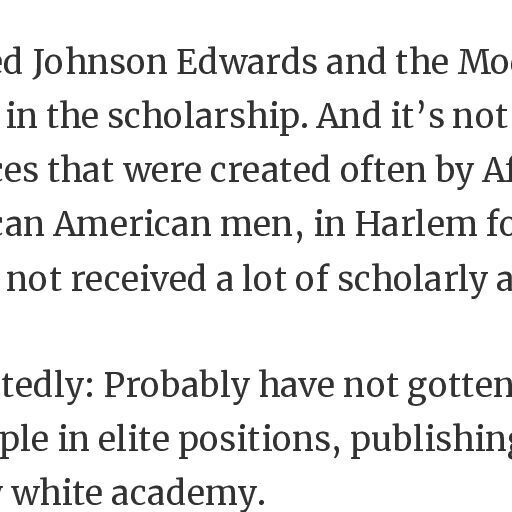 ed Johnson Edwards and the Mo
in the scholarship. And it’s not
ces that were created often by Af
can American men, in Harlem fo
not received a lot of scholarly a
tedly: Probably have not gotten
ple in elite positions, publishing
white academy.